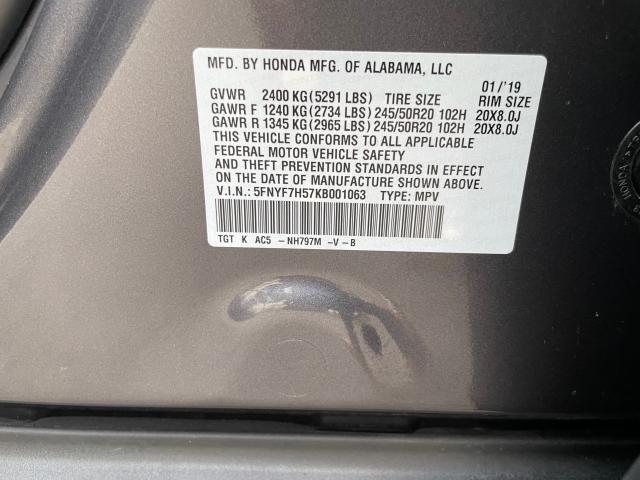 MFD. BY HONDA MFG. OF ALABAMA, LLC
01/'19
GVWR 2400 KG(5291 LBS) TIRE SIZE RIM SIZE
GAWR F 1240 KG(2734 LBS)245/50R20 102H 20X8.0J
GAWR R 1345 KG(2965 LBS)245/50R20 102H 20X8.0J
THIS VEHICLE CONFORMS TO ALL APPLICABLE
FEDERAL MOTOR VEHICLE SAFETY
AND THEFT PREVENTION STANDARDS IN EFFECT
ON THE DATE OF MANUFACTURE SHOWN ABOVE.
V.I.N.: 5FNYF7H57KB001063 TYPE: MPV
TGT K AC5 -NH797M -V-B
HONDA